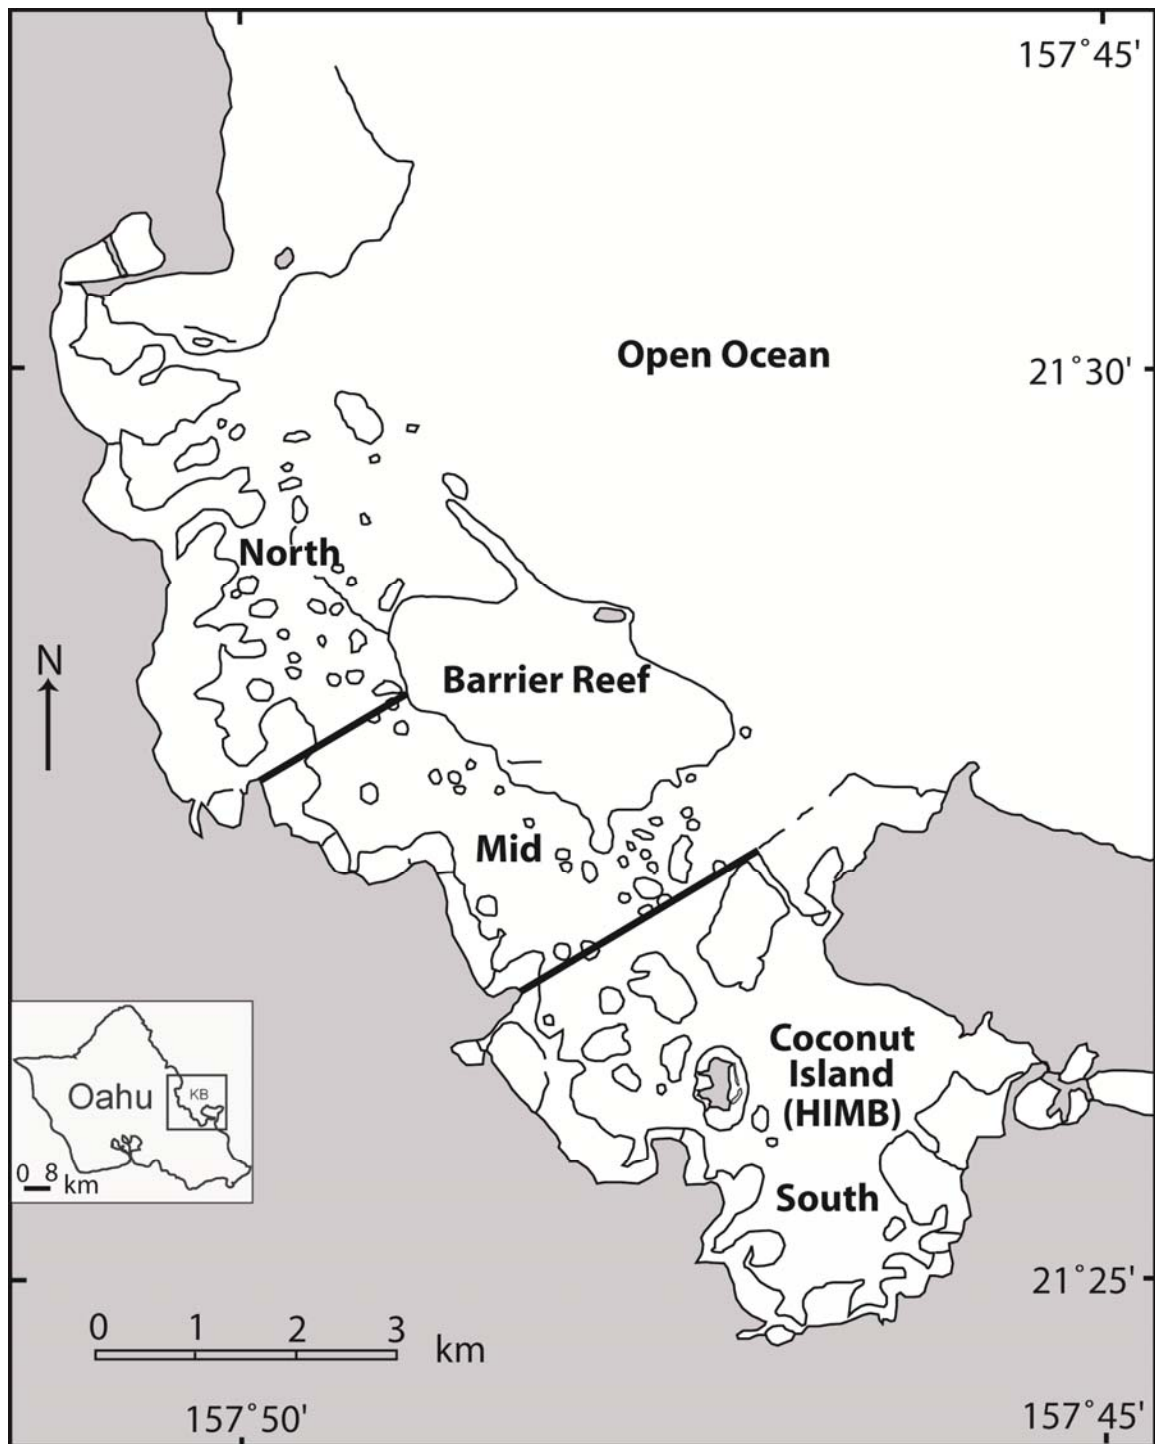 157˚45'
Open Ocean
21˚30'
North
N
Barrier Reef
Mid
Coconut
Island
(HIMB)
Oahu
KB
0 8 km
South
21˚25'
0 1 2 3 km
157˚50'
157˚45'